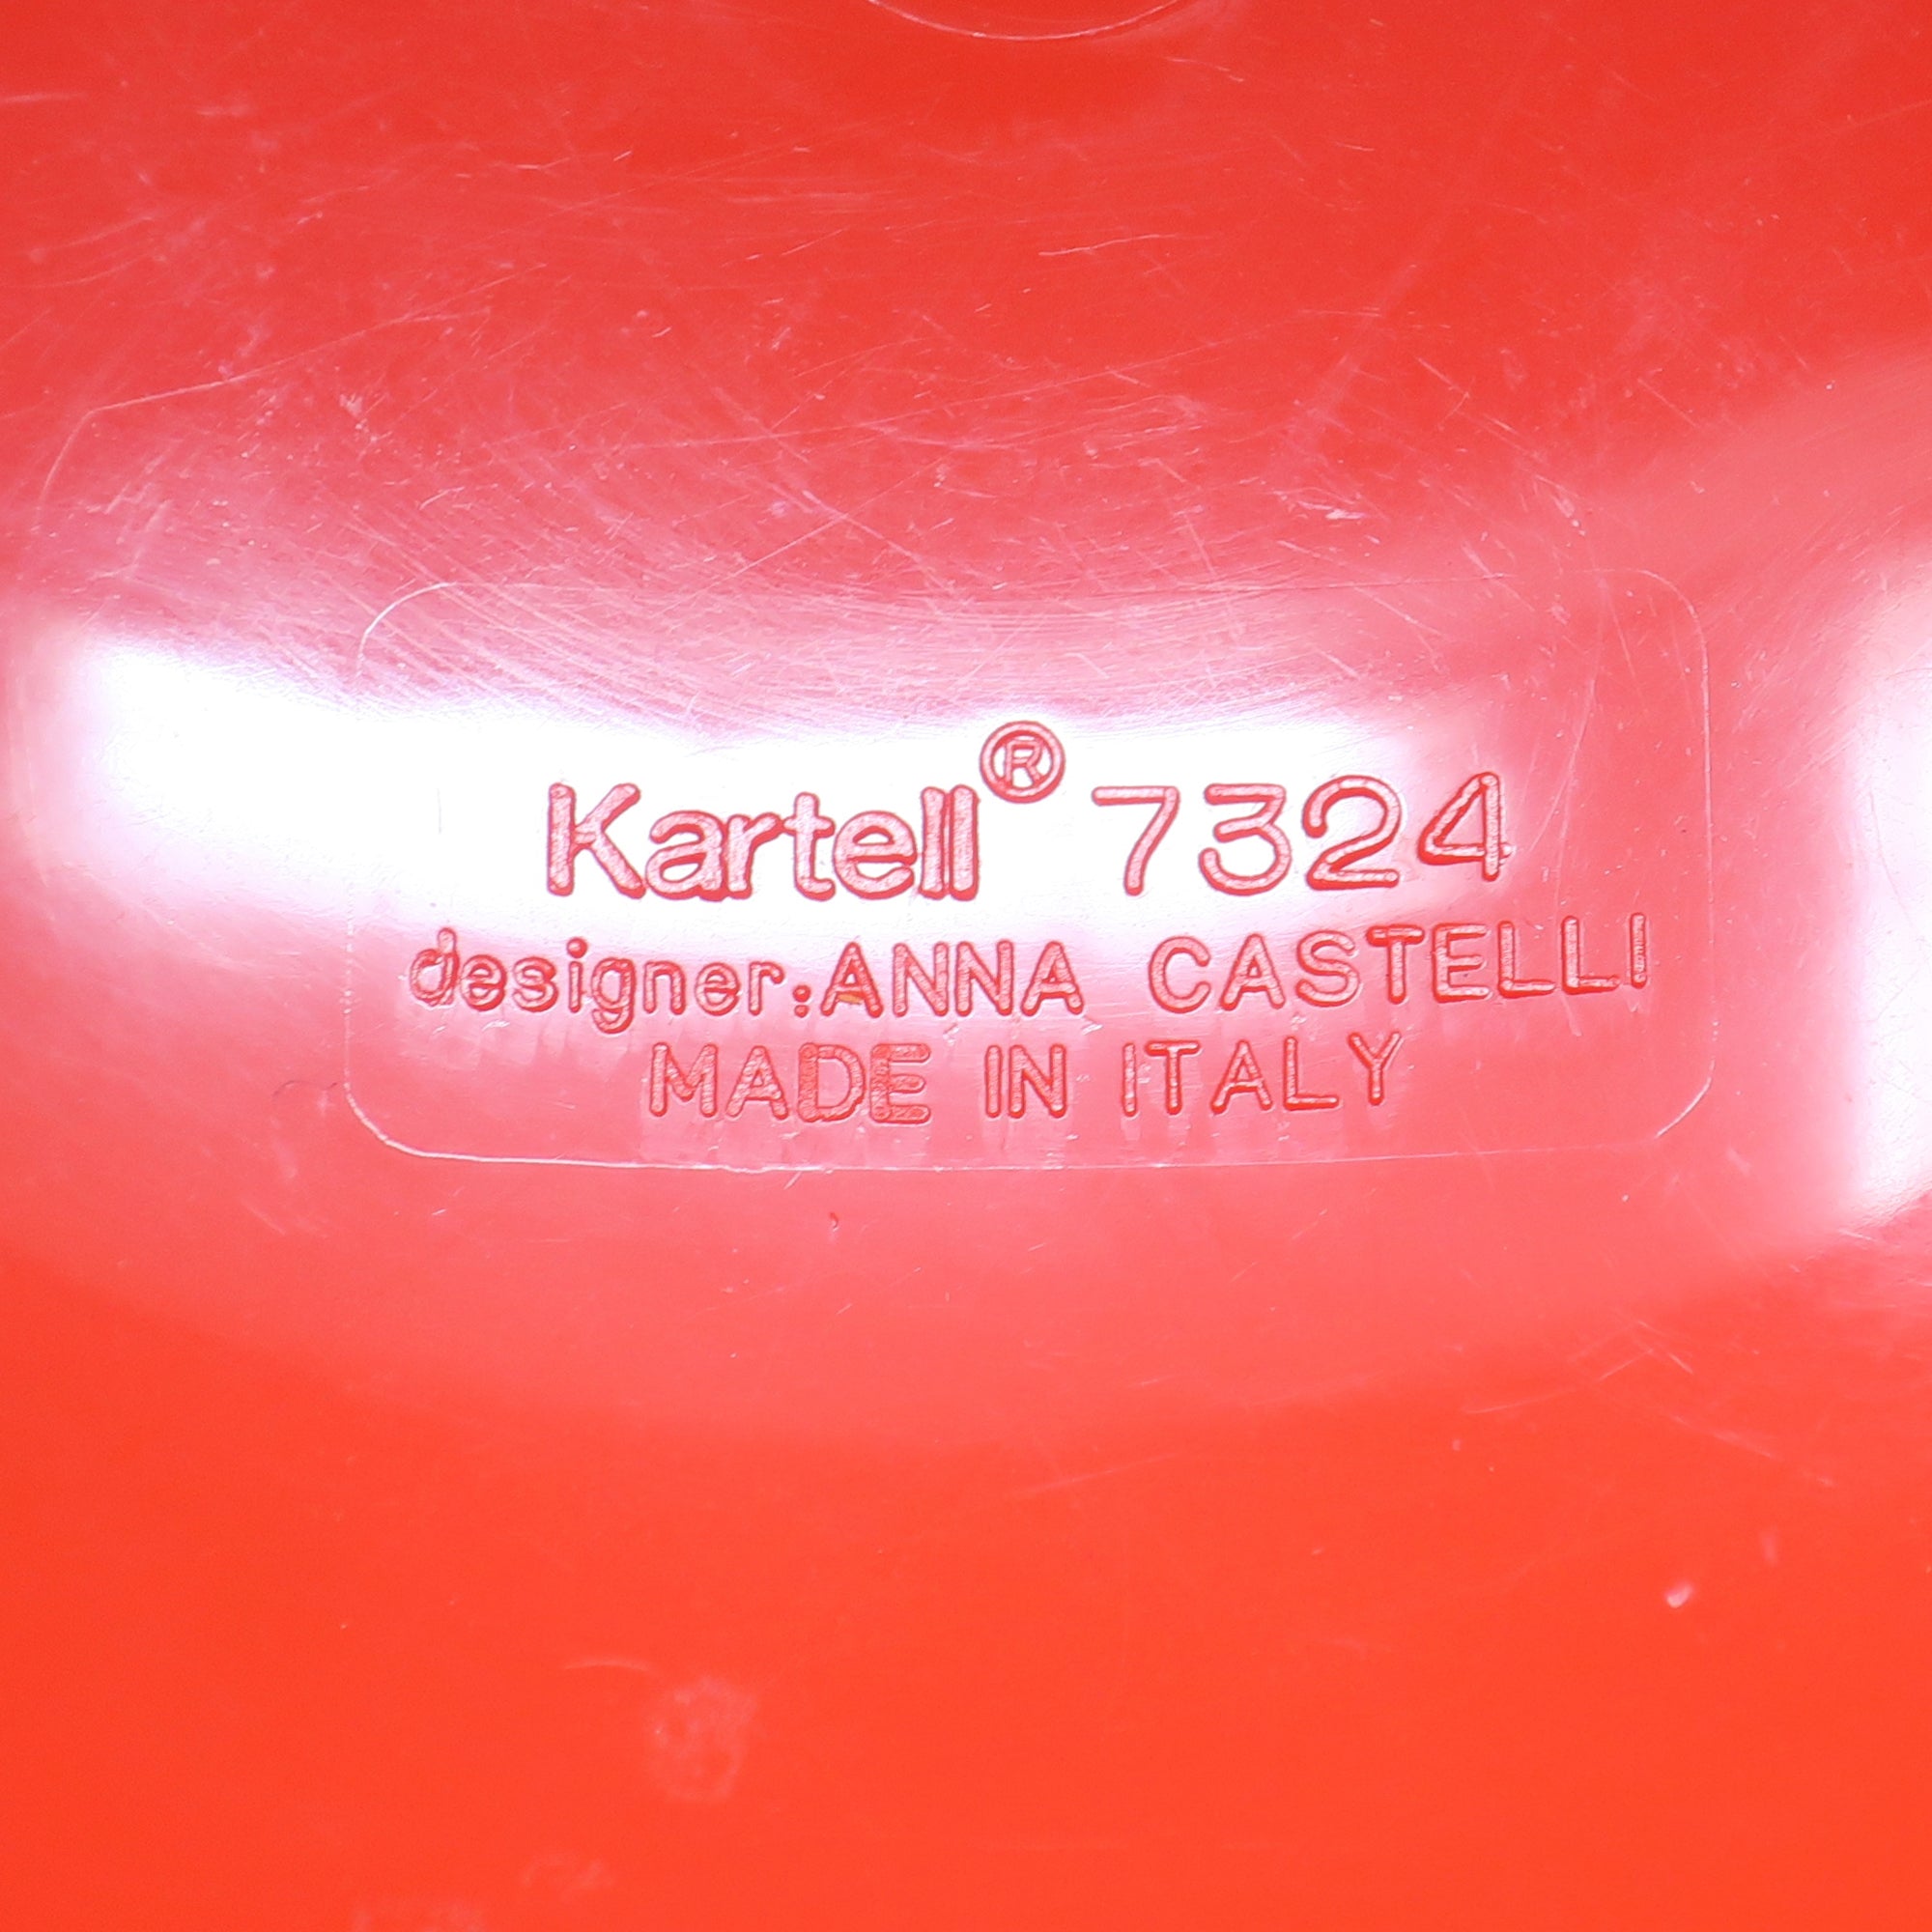 Kartell® 7324
designer: ANNA CASTELLI
MADE IN ITALY